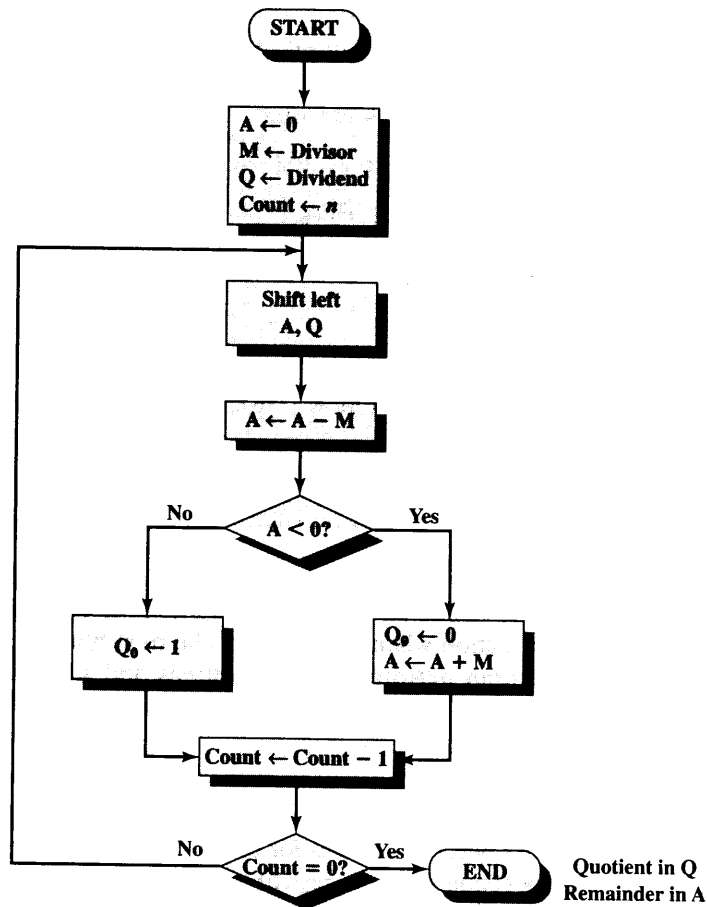 START
A ← 0
M ← Divisor
Q ← Dividend
Count ← n
Shift left
A, Q
A ← A − M
A < 0?
No
Yes
Q₀ ← 1
Q₀ ← 0
A ← A + M
Count ← Count − 1
Count = 0?
No
Yes
END
Quotient in Q
Remainder in A